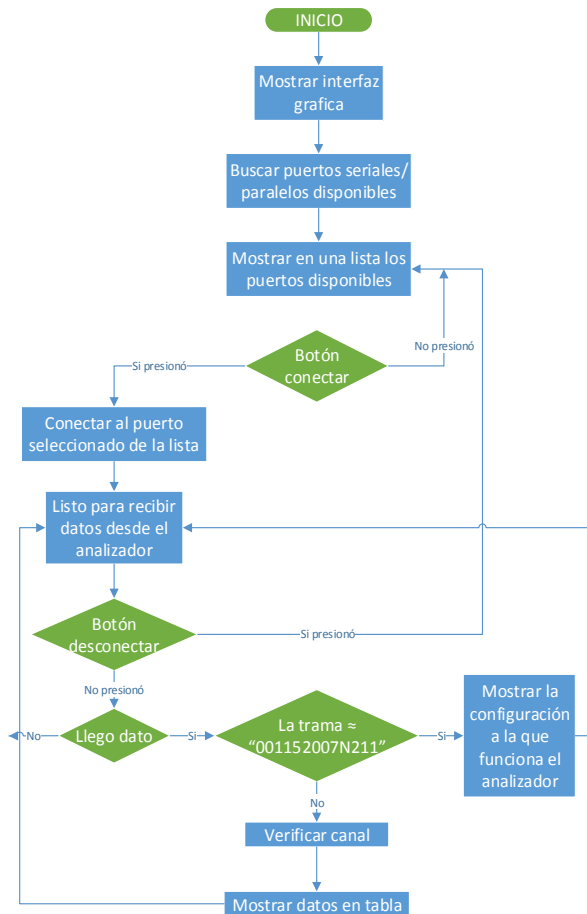 INICIO
Mostrar interfaz
grafica
Buscar puertos seriales/
paralelos disponibles
Mostrar en una lista los
puertos disponibles
No presionó
Botón
conectar
Si presionó
Conectar al puerto
seleccionado de la lista
Listo para recibir
datos desde el
analizador
Botón
desconectar
Si presionó
No presionó
No
Llego dato
Si
La trama ≈
“001152007N211”
Si
Mostrar la
configuración
a la que
funciona el
analizador
No
Verificar canal
Mostrar datos en tabla